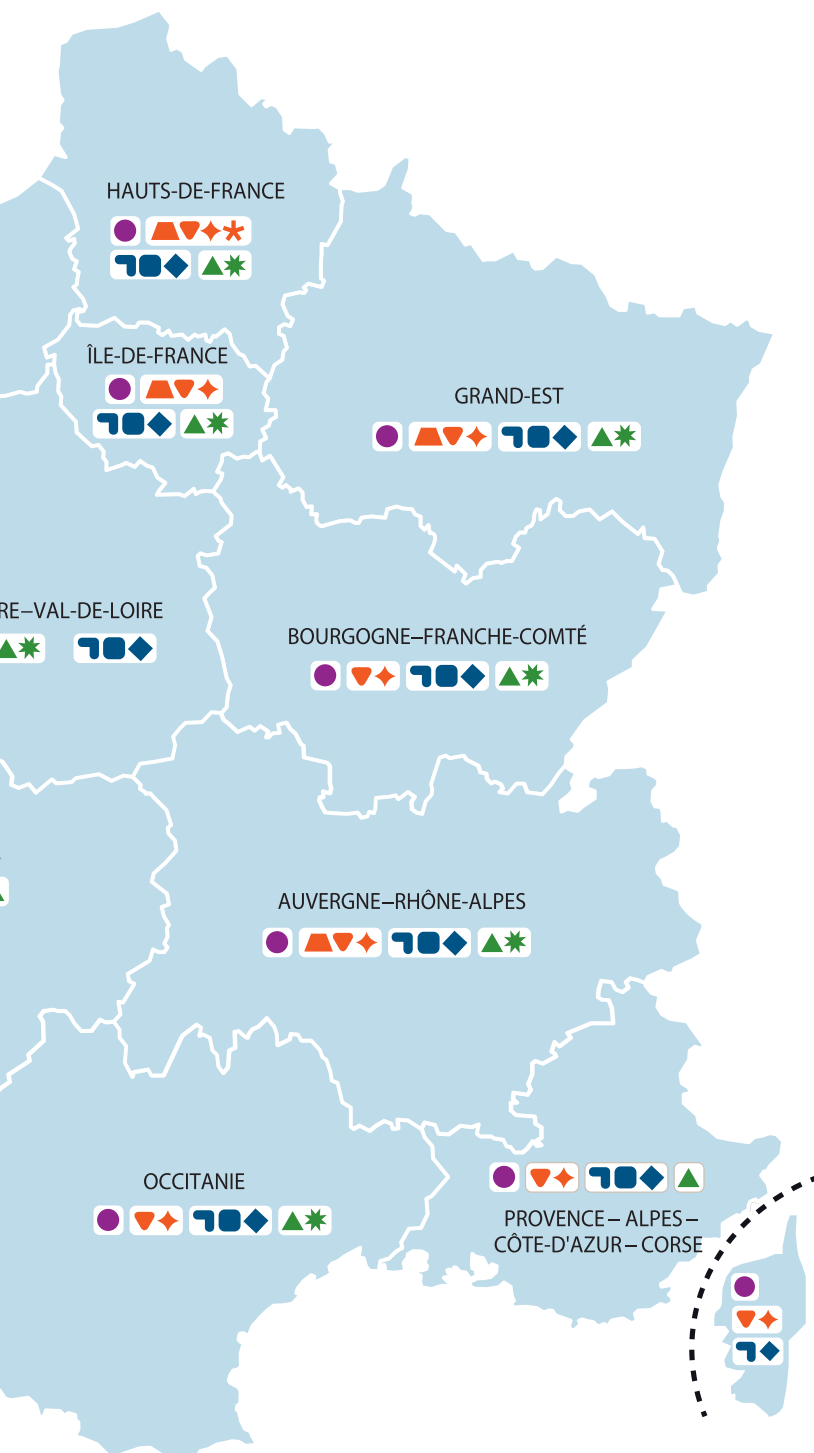 HAUTS-DE-FRANCE
ÎLE-DE-FRANCE
GRAND-EST
RE–VAL-DE-LOIRE
BOURGOGNE–FRANCHE-COMTÉ
AUVERGNE–RHÔNE-ALPES
OCCITANIE
PROVENCE – ALPES –
CÔTE-D'AZUR – CORSE